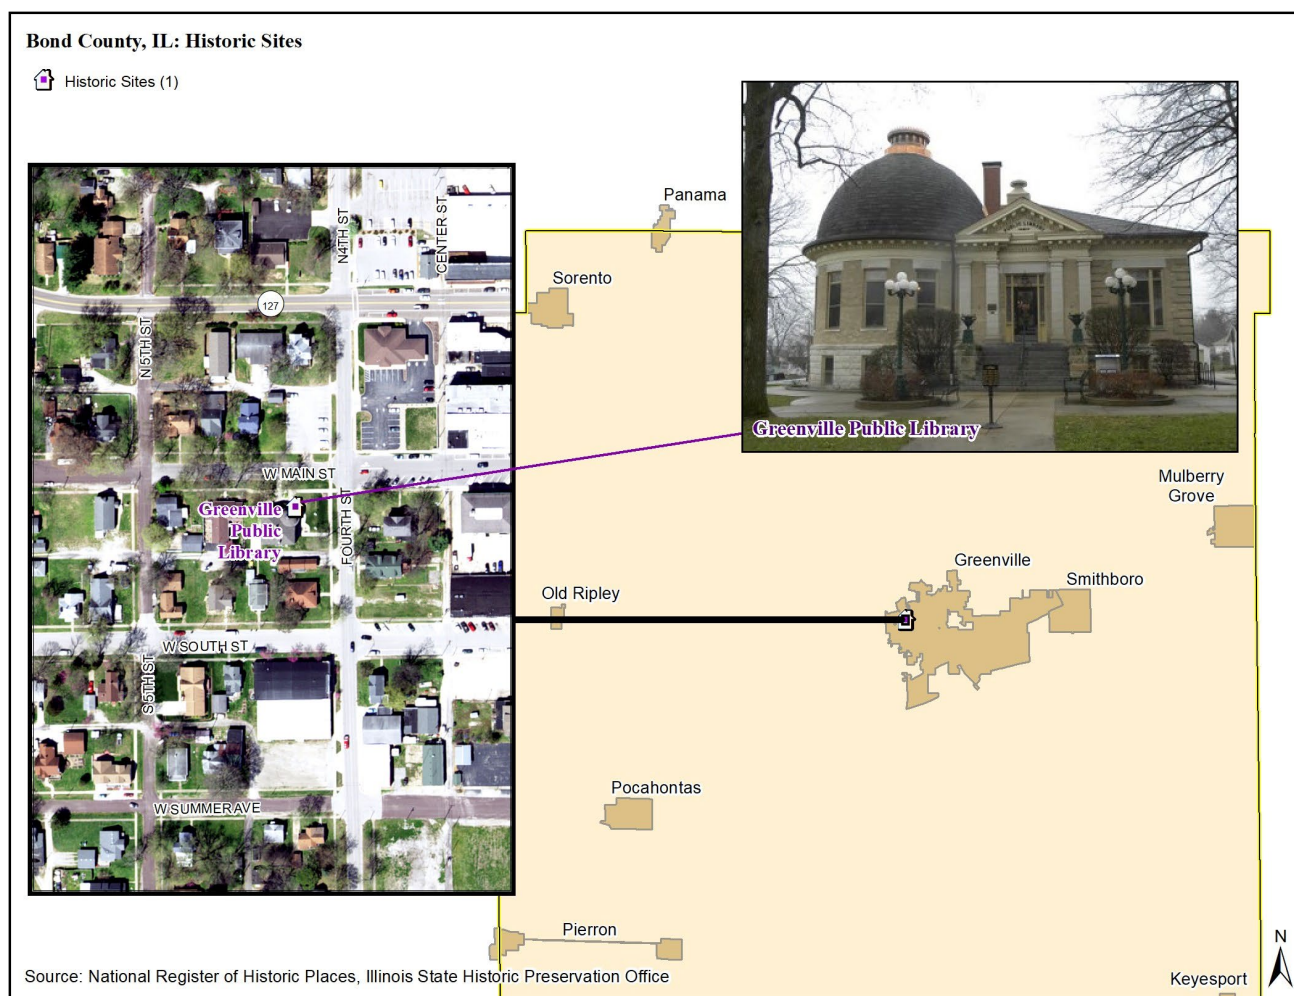 Bond County, IL: Historic Sites
Historic Sites (1)
Panama
Sorento
N4TH ST
CENTER ST
127
N 5TH ST
W MAIN ST
Greenville
Public
Library
FOURTH ST
Greenville Public Library
Mulberry
Grove
Greenville
Smithboro
Old Ripley
W SOUTH ST
S 5TH ST
Pocahontas
W SUMMER AVE
Pierron
N
Source: National Register of Historic Places, Illinois State Historic Preservation Office
Keyesport